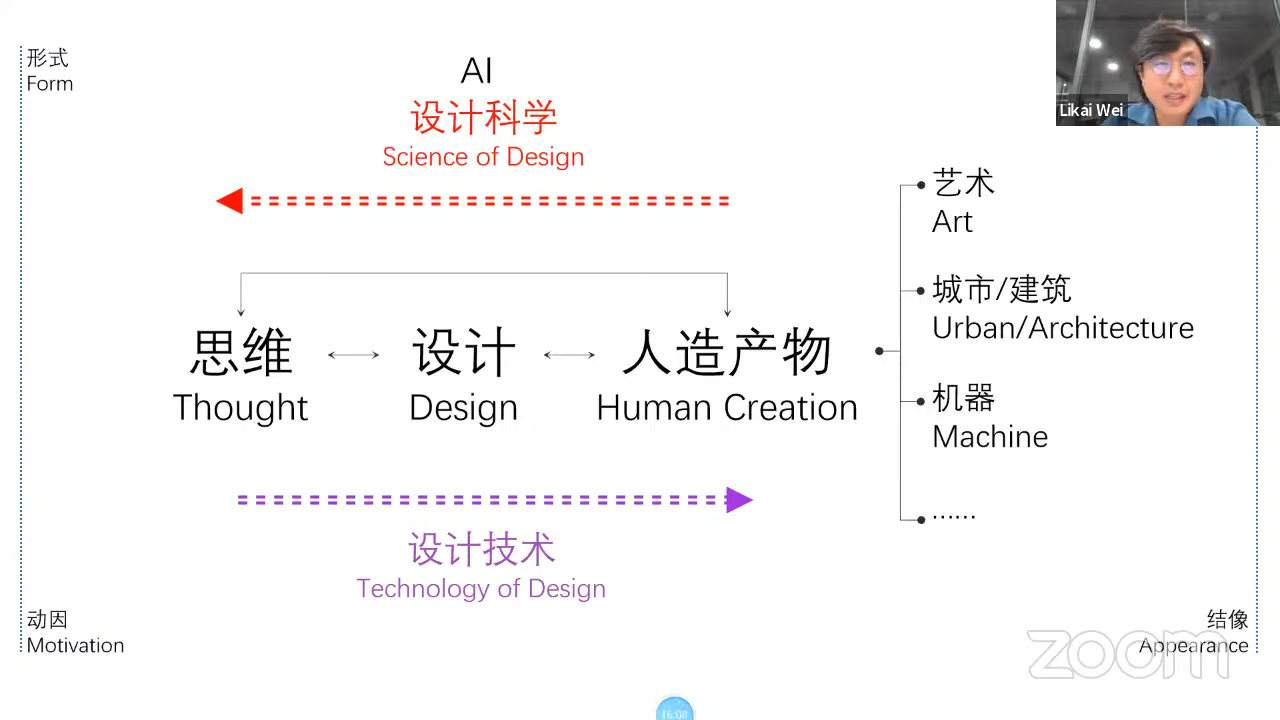 形式
Form
AI
设计科学
Science of Design
Likai Wei
艺术
Art
城市/建筑
Urban/Architecture
思维
设计
人造产物
Thought
Design
Human Creation
机器
Machine
......
设计技术
Technology of Design
动因
Motivation
结像
Appearance
zoom
16:08